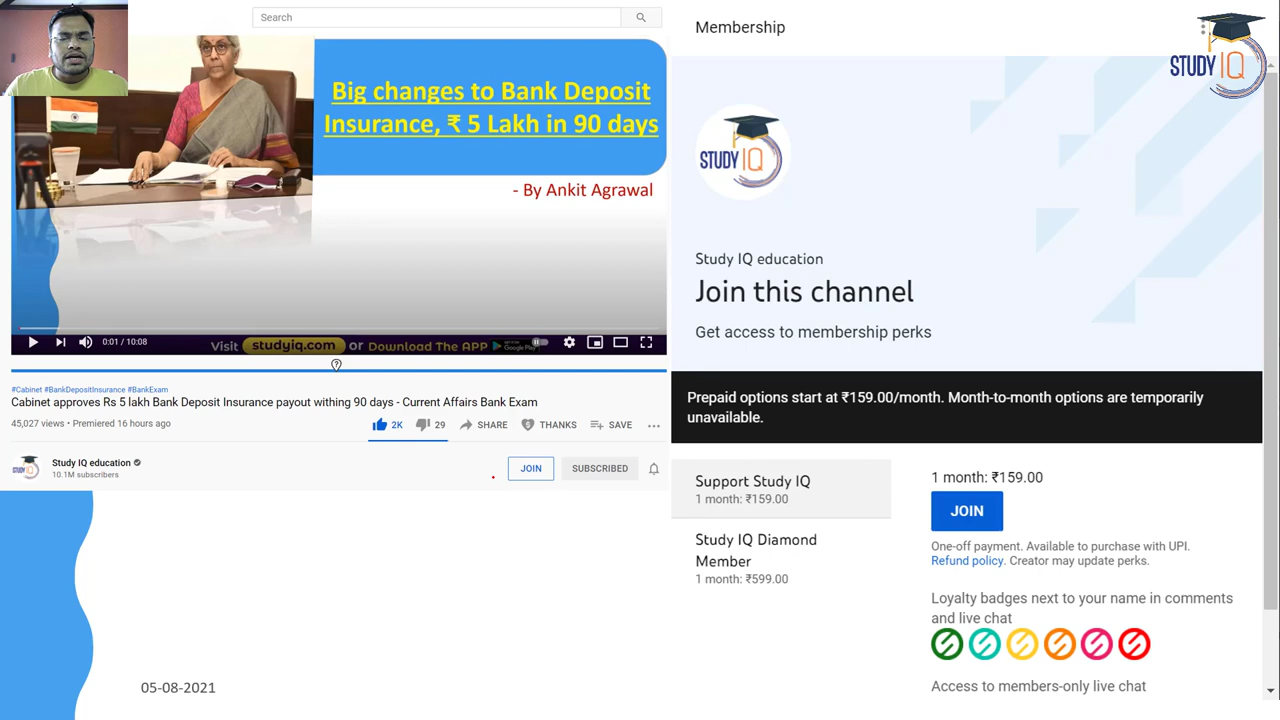 Search
Big changes to Bank Deposit
Insurance, ₹ 5 Lakh in 90 days
- By Ankit Agrawal
0:01 / 10:08
Visit studyiq.com or Download The APP
#Cabinet #BankDepositInsurance #BankExam
Cabinet approves Rs 5 lakh Bank Deposit Insurance payout withing 90 days - Current Affairs Bank Exam
45,027 views • Premiered 16 hours ago
2K 29 SHARE THANKS SAVE
Study IQ education
10.1M subscribers
JOIN SUBSCRIBED
05-08-2021
Membership
STUDY IQ
STUDY IQ
Study IQ education
Join this channel
Get access to membership perks
Prepaid options start at ₹159.00/month. Month-to-month options are temporarily
unavailable.
Support Study IQ
1 month: ₹159.00
Study IQ Diamond
Member
1 month: ₹599.00
1 month: ₹159.00
JOIN
One-off payment. Available to purchase with UPI.
Refund policy. Creator may update perks.
Loyalty badges next to your name in comments
and live chat
Access to members-only live chat